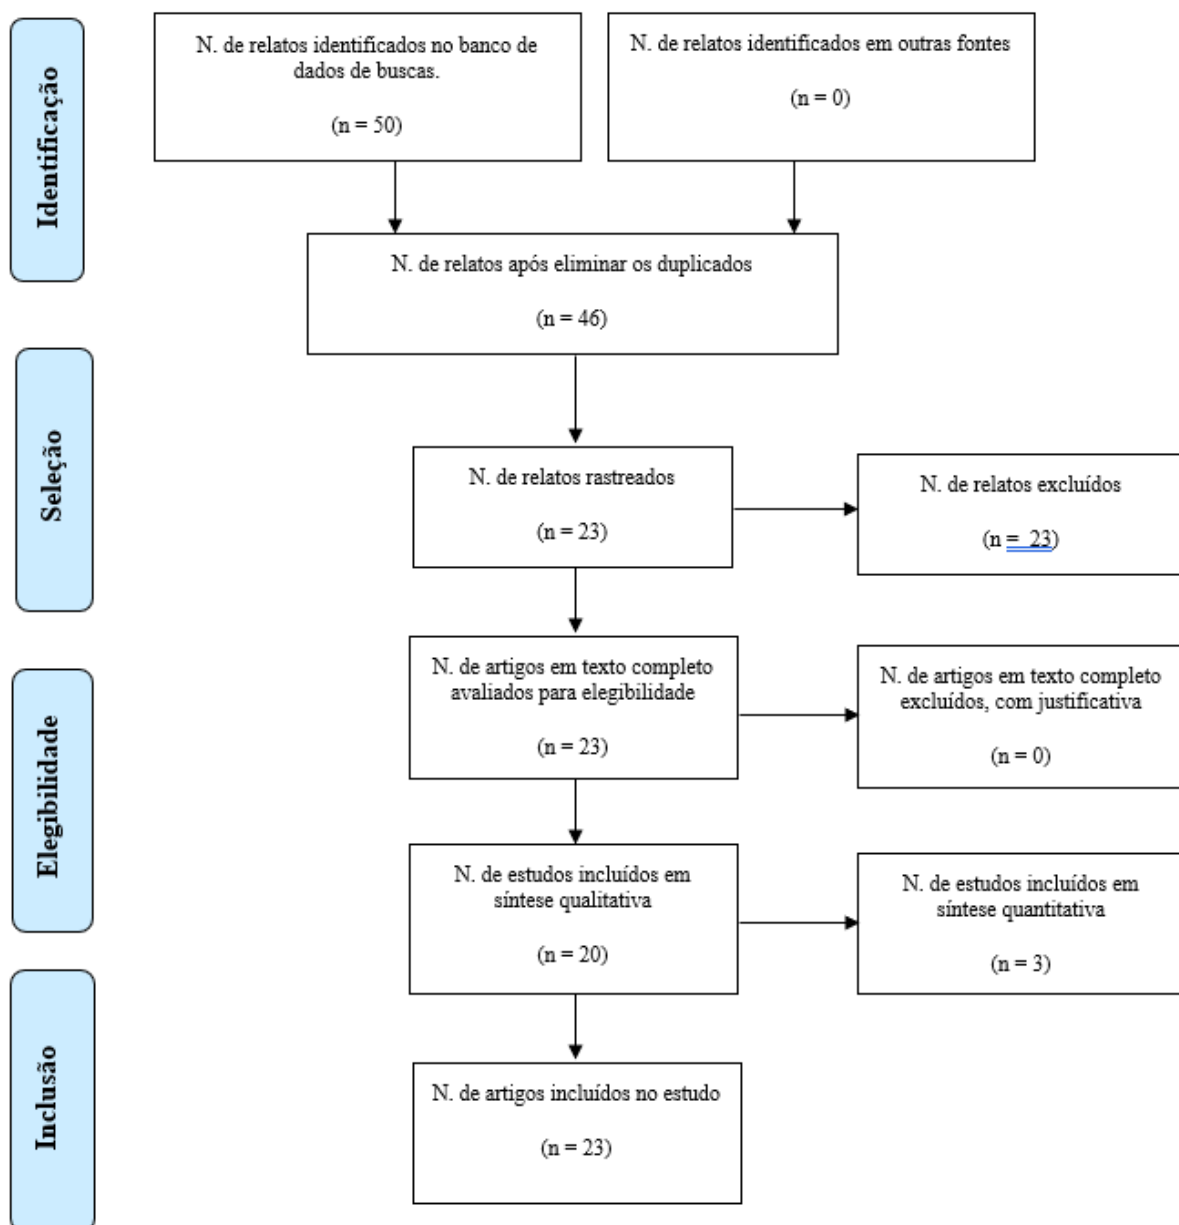 Identificação
N. de relatos identificados no banco de
dados de buscas.
(n = 50)
N. de relatos identificados em outras fontes
(n = 0)
N. de relatos após eliminar os duplicados
(n = 46)
Seleção
N. de relatos rastreados
(n = 23)
N. de relatos excluídos
(n =  23)
Elegibilidade
N. de artigos em texto completo
avaliados para elegibilidade
(n = 23)
N. de artigos em texto completo
excluídos, com justificativa
(n = 0)
N. de estudos incluídos em
síntese qualitativa
(n = 20)
N. de estudos incluídos em
síntese quantitativa
(n = 3)
Inclusão
N. de artigos incluídos no estudo
(n = 23)